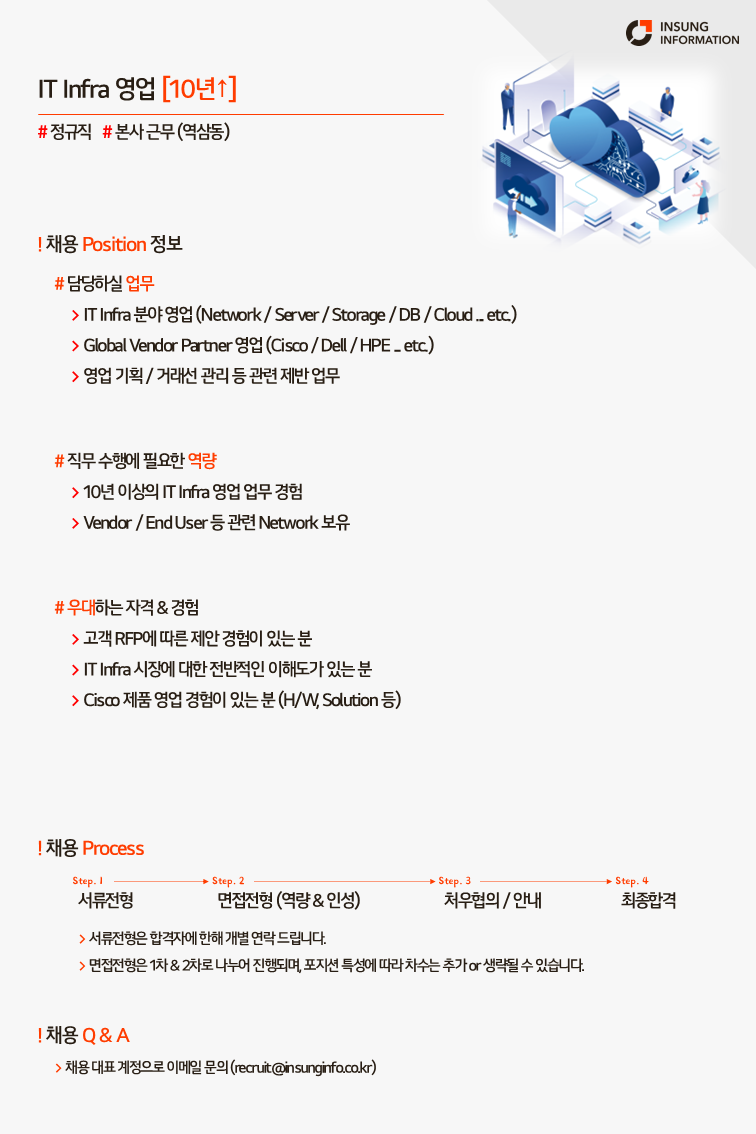 INSUNG
INFORMATION
IT Infra 영업 [10년↑]
# 정규직 # 본사 근무 (역삼동)
! 채용 Position 정보
# 담당하실 업무
> IT Infra 분야 영업 (Network / Server / Storage / DB / Cloud ... etc.)
> Global Vendor Partner 영업 (Cisco / Dell / HPE ... etc.)
> 영업 기획 / 거래선 관리 등 관련 제반 업무
# 직무 수행에 필요한 역량
> 10년 이상의 IT Infra 영업 업무 경험
> Vendor / End User 등 관련 Network 보유
# 우대하는 자격 & 경험
> 고객 RFP에 따른 제안 경험이 있는 분
> IT Infra 시장에 대한 전반적인 이해도가 있는 분
> Cisco 제품 영업 경험이 있는 분 (H/W, Solution 등)
! 채용 Process
Step. 1 Step. 2 Step. 3 Step. 4
서류전형 면접전형 (역량 & 인성) 처우협의 / 안내 최종합격
> 서류전형은 합격자에 한해 개별 연락 드립니다.
> 면접전형은 1차 & 2차로 나누어 진행되며, 포지션 특성에 따라 차수는 추가 or 생략될 수 있습니다.
! 채용 Q & A
> 채용 대표 계정으로 이메일 문의 (recruit@insunginfo.co.kr)